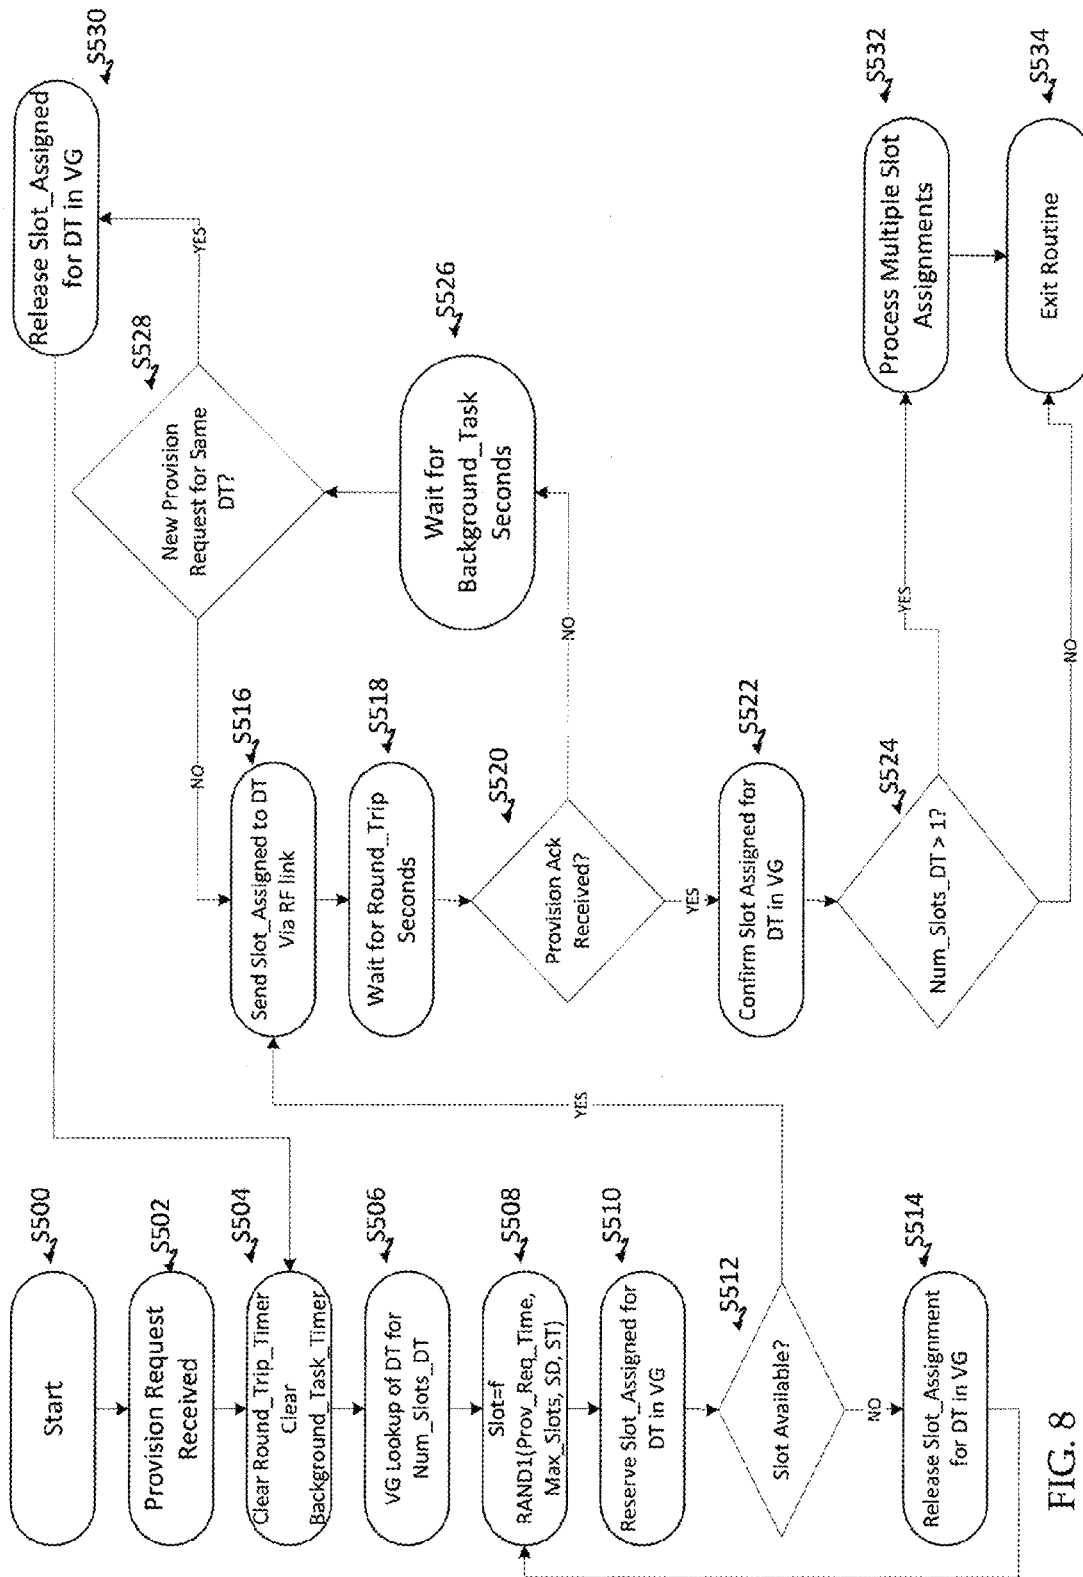 Start
S500
Provision Request
Received
S502
Clear Round_Trip_Timer
Clear
Background_Task_Timer
S504
VG Lookup of DT for
Num_Slots_DT
S506
Slot=f
RAND1(Prov_Req_Time,
Max_Slots, SD, ST)
S508
Reserve Slot_Assigned for
DT in VG
S510
Slot Available?
S512
YES
NO
Release Slot_Assignment
for DT in VG
S514
Send Slot_Assigned to DT
Via RF link
S516
Wait for Round_Trip
Seconds
S518
Provision Ack
Received?
S520
NO
YES
Confirm Slot Assigned for
DT in VG
S522
Num_Slots_DT > 1?
S524
YES
NO
Wait for
Background_Task
Seconds
S526
New Provision
Request for Same
DT?
S528
NO
YES
Release Slot_Assigned
for DT in VG
S530
Process Multiple Slot
Assignments
S532
Exit Routine
S534
FIG. 8